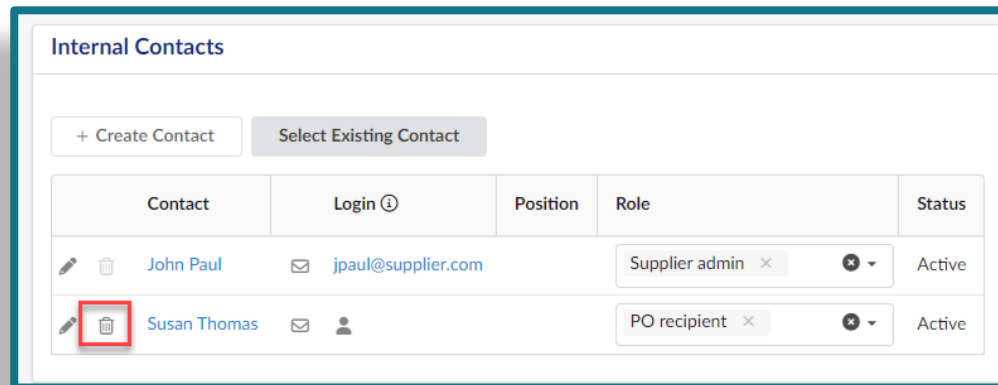 Internal Contacts
+ Create Contact Select Existing Contact
Contact Login Position Role Status
John Paul jpaul@supplier.com Supplier admin × Active
Susan Thomas PO recipient × Active